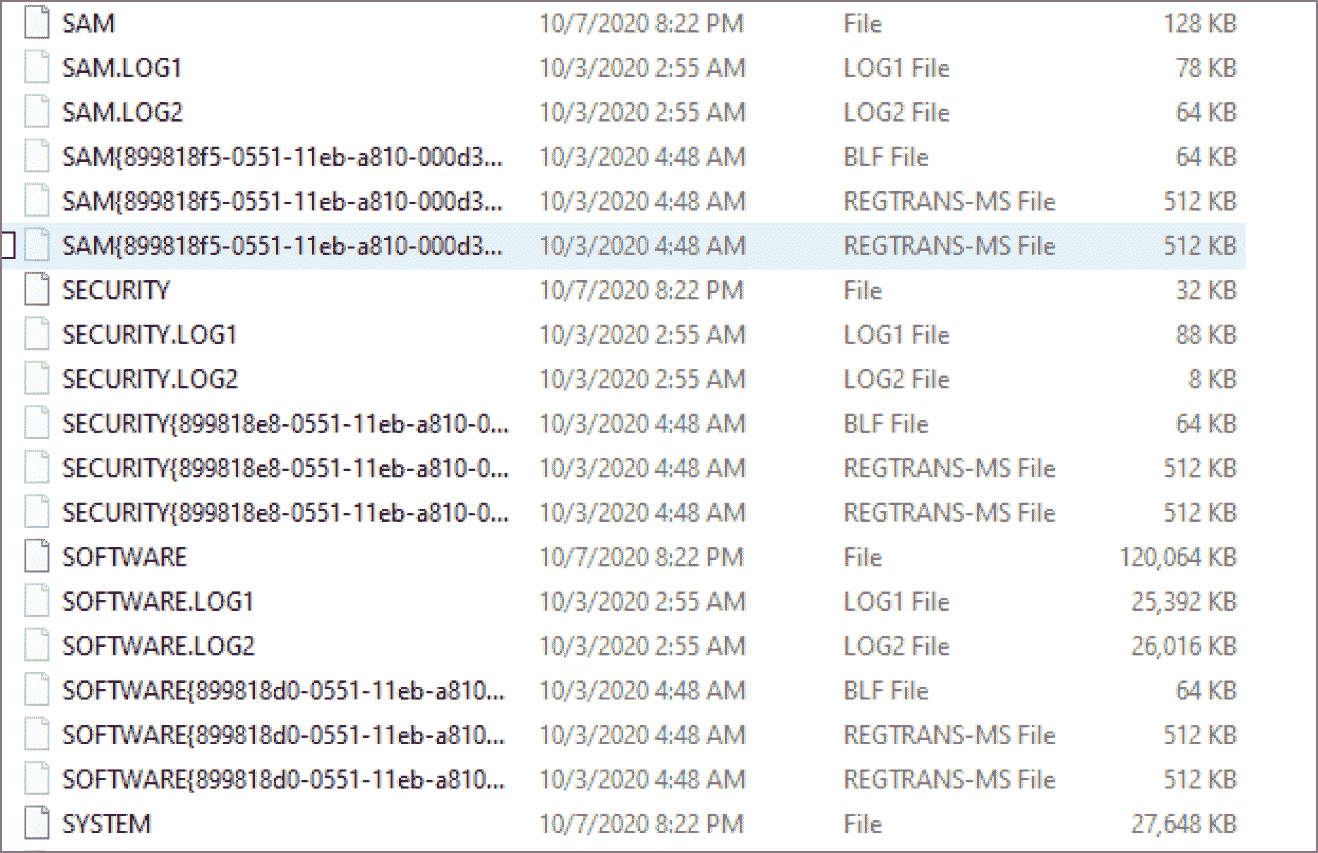 SAM 10/7/2020 8:22 PM File 128 KB
SAM.LOG1 10/3/2020 2:55 AM LOG1 File 78 KB
SAM.LOG2 10/3/2020 2:55 AM LOG2 File 64 KB
SAM{899818f5-0551-11eb-a810-000d3... 10/3/2020 4:48 AM BLF File 64 KB
SAM{899818f5-0551-11eb-a810-000d3... 10/3/2020 4:48 AM REGTRANS-MS File 512 KB
SAM{899818f5-0551-11eb-a810-000d3... 10/3/2020 4:48 AM REGTRANS-MS File 512 KB
SECURITY 10/7/2020 8:22 PM File 32 KB
SECURITY.LOG1 10/3/2020 2:55 AM LOG1 File 88 KB
SECURITY.LOG2 10/3/2020 2:55 AM LOG2 File 8 KB
SECURITY{899818e8-0551-11eb-a810-0... 10/3/2020 4:48 AM BLF File 64 KB
SECURITY{899818e8-0551-11eb-a810-0... 10/3/2020 4:48 AM REGTRANS-MS File 512 KB
SECURITY{899818e8-0551-11eb-a810-0... 10/3/2020 4:48 AM REGTRANS-MS File 512 KB
SOFTWARE 10/7/2020 8:22 PM File 120,064 KB
SOFTWARE.LOG1 10/3/2020 2:55 AM LOG1 File 25,392 KB
SOFTWARE.LOG2 10/3/2020 2:55 AM LOG2 File 26,016 KB
SOFTWARE{899818d0-0551-11eb-a810... 10/3/2020 4:48 AM BLF File 64 KB
SOFTWARE{899818d0-0551-11eb-a810... 10/3/2020 4:48 AM REGTRANS-MS File 512 KB
SOFTWARE{899818d0-0551-11eb-a810... 10/3/2020 4:48 AM REGTRANS-MS File 512 KB
SYSTEM 10/7/2020 8:22 PM File 27,648 KB